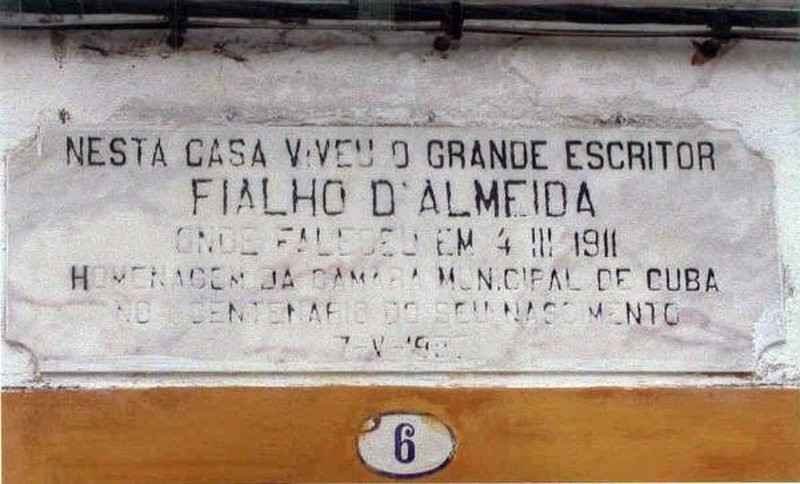 NESTA CASA VIVEU O GRANDE ESCRITOR
FIALHO D'ALMEIDA
ONDE FALECEU EM 4 III 1911
HOMENAGEM DA CAMARA MUNICIPAL DE CUBA
NO CENTENARIO DO SEU NASCIMENTO
7-V-195
6